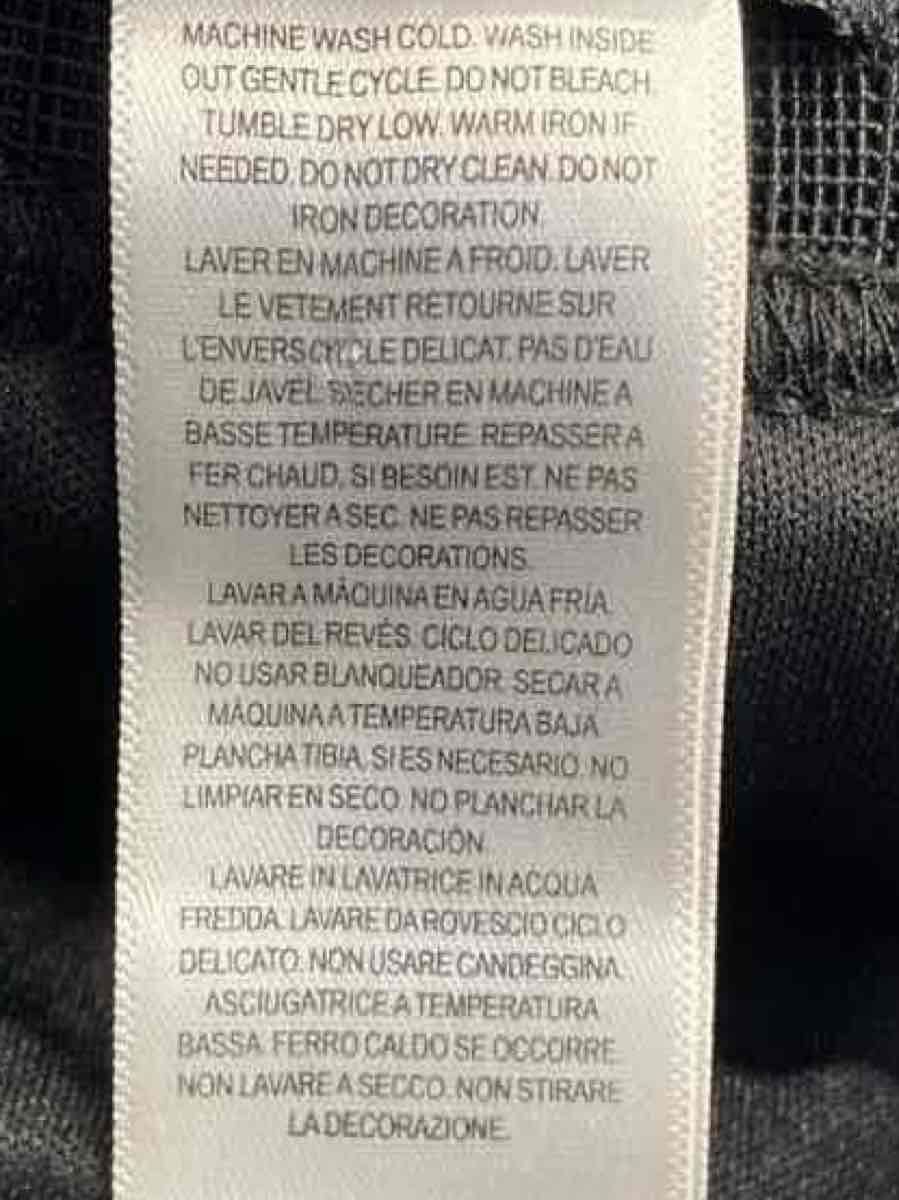 MACHINE WASH COLD. WASH INSIDE
OUT GENTLE CYCLE. DO NOT BLEACH.
TUMBLE DRY LOW. WARM IRON IF
NEEDED. DO NOT DRY CLEAN. DO NOT
IRON DECORATION.
LAVER EN MACHINE A FROID. LAVER
LE VETEMENT RETOURNE SUR
L'ENVERS CYCLE DELICAT. PAS D'EAU
DE JAVEL. SECHER EN MACHINE A
BASSE TEMPERATURE. REPASSER A
FER CHAUD, SI BESOIN EST. NE PAS
NETTOYER A SEC. NE PAS REPASSER
LES DECORATIONS.
LAVAR A MÁQUINA EN AGUA FRÍA.
LAVAR DEL REVÉS. CICLO DELICADO
NO USAR BLANQUEADOR. SECAR A
MÁQUINA A TEMPERATURA BAJA.
PLANCHA TIBIA, SI ES NECESARIO. NO
LIMPIAR EN SECO. NO PLANCHAR LA
DECORACIÓN.
LAVARE IN LAVATRICE IN ACQUA
FREDDA. LAVARE DA ROVESCIO CICLO
DELICATO. NON USARE CANDEGGINA.
ASCIUGATRICE A TEMPERATURA
BASSA. FERRO CALDO SE OCCORRE.
NON LAVARE A SECCO. NON STIRARE
LA DECORAZIONE.